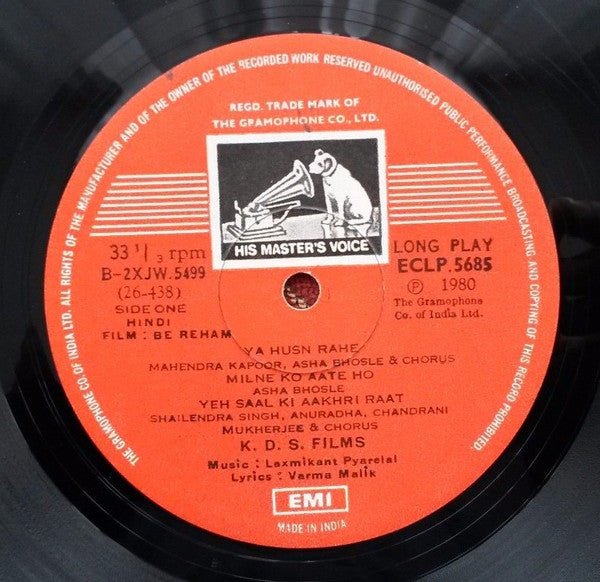 THE GRAMOPHONE CO. OF INDIA LTD. ALL RIGHTS OF THE MANUFACTURER AND OF THE OWNER OF THE RECORDED WORK RESERVED UNAUTHORISED PUBLIC PERFORMANCE BROADCASTING AND COPYING OF THIS RECORD PROHIBITED.
REGD. TRADE MARK OF
THE GRAMOPHONE CO., LTD.
HIS MASTER'S VOICE
33 1/3 rpm
B-2XJW.5499
(26-438)
SIDE ONE
HINDI
FILM : BE REHAM
LONG PLAY
ECLP.5685
Ⓟ 1980
The Gramophone
Co. of India Ltd.
YA HUSN RAHE
MAHENDRA KAPOOR, ASHA BHOSLE & CHORUS
MILNE KO AATE HO
ASHA BHOSLE
YEH SAAL KI AAKHRI RAAT
SHAILENDRA SINGH, ANURADHA, CHANDRANI
MUKHERJEE & CHORUS
K. D. S. FILMS
Music : Laxmikant Pyarelal
Lyrics : Varma Malik
EMI
MADE IN INDIA